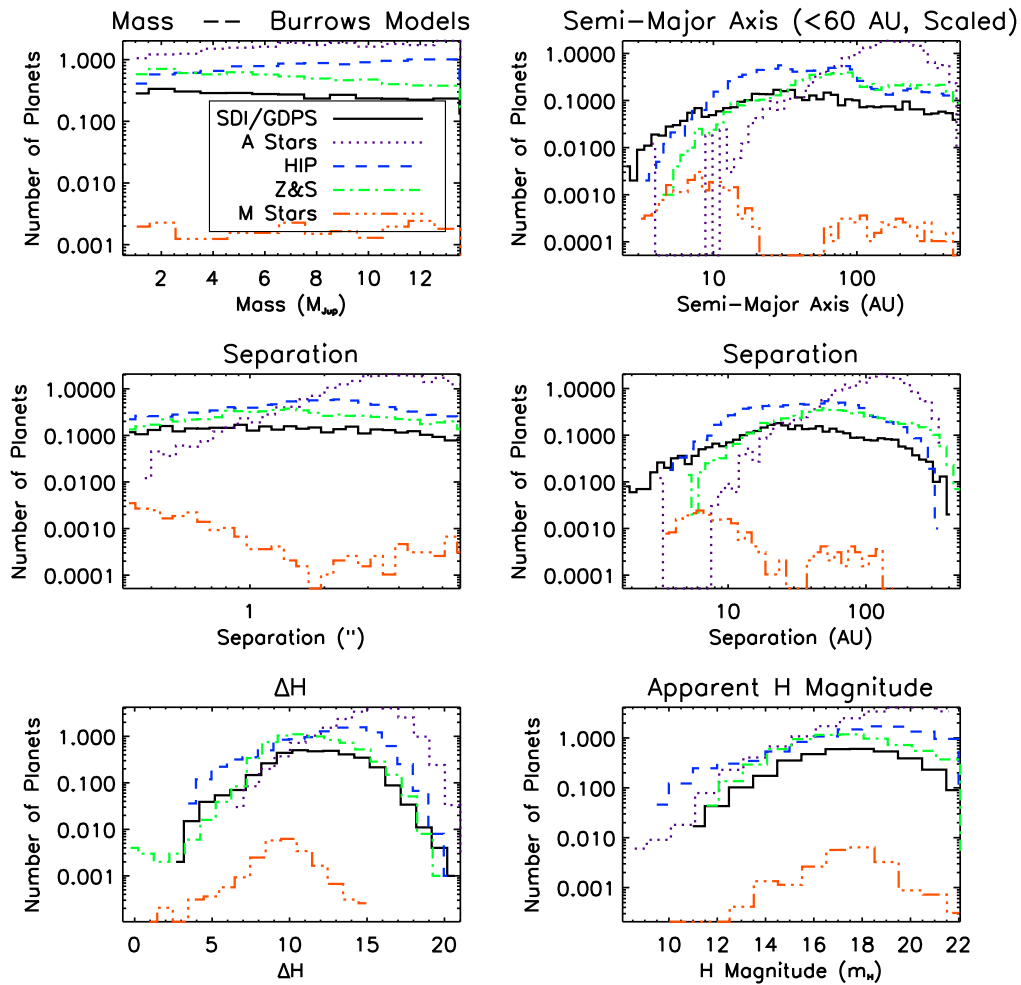 Mass — — Burrows Models
Number of Planets
1.000
0.100
0.010
0.001
SDI/GDPS
A Stars
HIP
Z&S
M Stars
2 4 6 8 10 12
Mass (MJup)
Semi-Major Axis (<60 AU, Scaled)
Number of Planets
1.0000
0.1000
0.0100
0.0010
0.0001
10 100
Semi-Major Axis (AU)
Separation
Number of Planets
1.0000
0.1000
0.0100
0.0010
0.0001
1
Separation (")
Separation
Number of Planets
1.0000
0.1000
0.0100
0.0010
0.0001
10 100
Separation (AU)
ΔH
Number of Planets
1.000
0.100
0.010
0.001
0 5 10 15 20
ΔH
Apparent H Magnitude
Number of Planets
1.000
0.100
0.010
0.001
10 12 14 16 18 20 22
H Magnitude (mH)